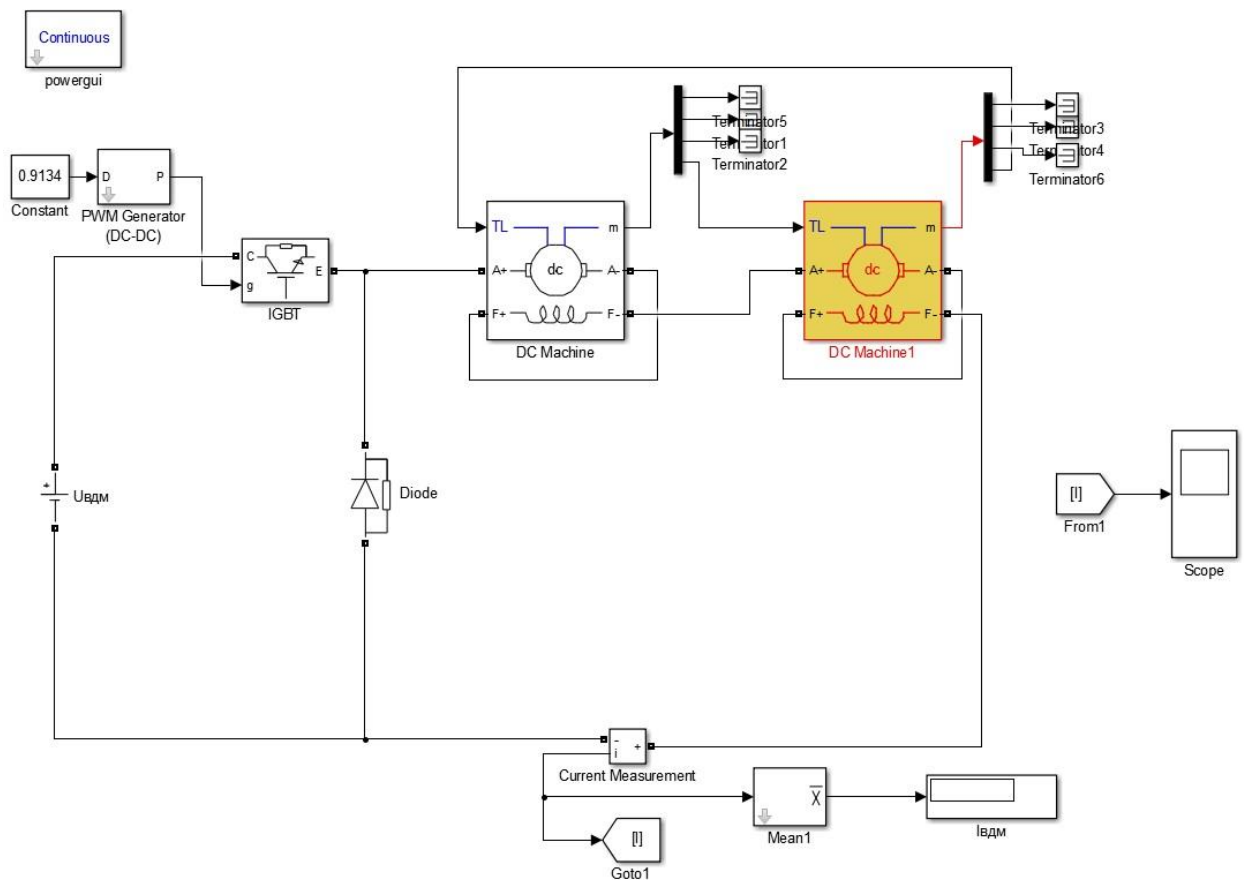 Continuous
powergui
0.9134
Constant
D
P
PWM Generator
(DC-DC)
C
g
E
IGBT
Terminator5
Terminator1
Terminator2
Terminator3
Terminator4
Terminator6
TL
m
dc
A+
A-
F+
F-
DC Machine
TL
m
dc
A+
A-
F+
F-
DC Machine1
+
Uвдм
Diode
[I]
From1
Scope
-
i
+
Current Measurement
[I]
Goto1
X
Mean1
Iвдм